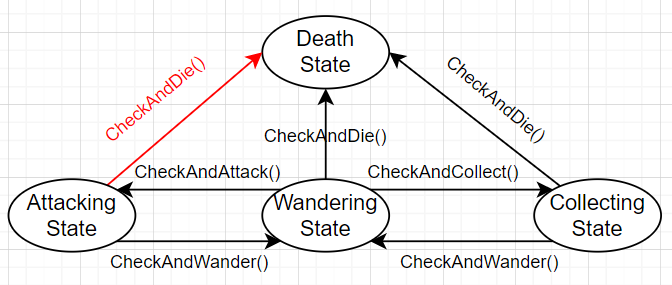 Death
State
CheckAndDie()
CheckAndDie()
CheckAndDie()
CheckAndAttack()
CheckAndCollect()
Attacking
State
Wandering
State
Collecting
State
CheckAndWander()
CheckAndWander()